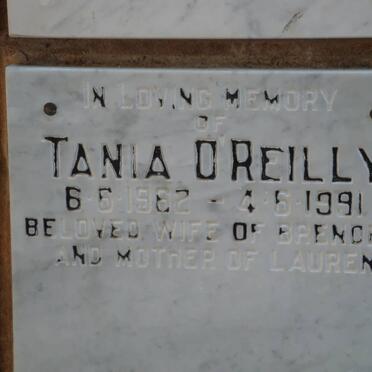 IN LOVING MEMORY
OF
TANIA O'REILLY
6·6·1962 - 4·6·1991
BELOVED WIFE OF
AND MOTHER OF LAUREN